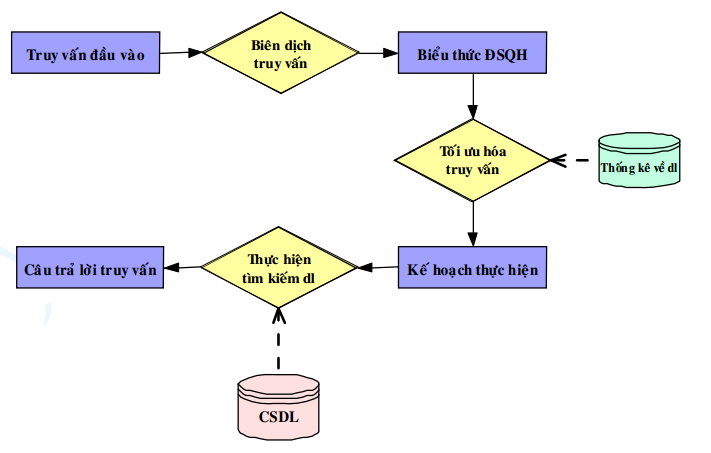 Truy vấn đầu vào
Biên dịch
truy vấn
Biểu thức ĐSQH
Tối ưu hóa
truy vấn
Thống kê về dl
Câu trả lời truy vấn
Thực hiện
tìm kiếm dl
Kế hoạch thực hiện
CSDL